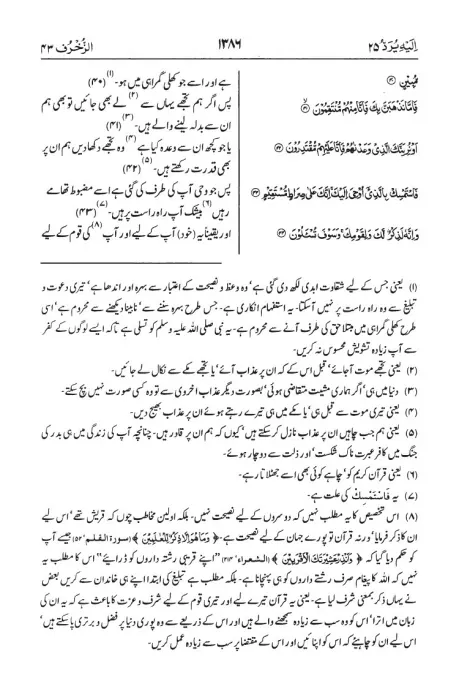 إِلَيْهِ يُرَدُّ ۲۵
۱۳۸۶
الزُّخْرُف ۴۳
مُّبِيْنٍ ۞
فَاِمَّا نَذْهَبَنَّ بِكَ فَاِنَّا مِنْهُمْ مُّنْتَقِمُوْنَ ۞
اَوْ نُرِيَنَّكَ الَّذِيْ وَعَدْنٰهُمْ فَاِنَّا عَلَيْهِمْ مُّقْتَدِرُوْنَ ۞
فَاسْتَمْسِكْ بِالَّذِيْٓ اُوْحِيَ اِلَيْكَ اِنَّكَ عَلٰى صِرَاطٍ مُّسْتَقِيْمٍ ۞
وَاِنَّهٗ لَذِكْرٌ لَّكَ وَلِقَوْمِكَ وَسَوْفَ تُسْـَٔلُوْنَ ۞
ہے اور اسے جو کھلی گمراہی میں ہو۔ (۱) (۴۰)
پس اگر ہم تجھے یہاں سے (۲) لے بھی جائیں تو بھی ہم
ان سے بدلہ لینے والے ہیں۔ (۳) (۴۱)
یا جو کچھ ان سے وعدہ کیا ہے (۴) وہ تجھے دکھا دیں ہم ان پر
بھی قدرت رکھتے ہیں۔ (۵) (۴۲)
پس جو وحی آپ کی طرف کی گئی ہے اسے مضبوط تھامے
رہیں (۶) بیشک آپ راہ راست پر ہیں۔ (۷) (۴۳)
اور یقیناً یہ (خود) آپ کے لیے اور آپ (۸) کی قوم کے لیے
(۱) یعنی جس کے لیے شقاوت ابدی لکھ دی گئی ہے، وہ وعظ و نصیحت کے اعتبار سے بہرہ اور اندھا ہے، تیری دعوت و
تبلیغ سے وہ راہ راست پر نہیں آسکتا۔ یہ استفہام انکاری ہے۔ جس طرح بہرہ سننے سے، نابینا دیکھنے سے محروم ہے، اسی
طرح کھلی گمراہی میں مبتلا حق کی طرف آنے سے محروم ہے۔ یہ نبی صلی اللہ علیہ وسلم کو تسلی ہے تاکہ ایسے لوگوں کے کفر
سے آپ زیادہ تشویش محسوس نہ کریں۔
(۲) یعنی تجھے موت آجائے، قبل اس کے کہ ان پر عذاب آئے، یا تجھے مکے سے نکال لے جائیں۔
(۳) دنیا میں ہی، اگر ہماری مشیت متقاضی ہوئی، بصورت دیگر عذاب اخروی سے تو وہ کسی صورت نہیں بچ سکتے۔
(۴) یعنی تیری موت سے قبل ہی، یا مکے میں ہی تیرے رہتے ہوئے ان پر عذاب بھیج دیں۔
(۵) یعنی ہم جب چاہیں ان پر عذاب نازل کر سکتے ہیں، کیوں کہ ہم ان پر قادر ہیں۔ چنانچہ آپ کی زندگی میں ہی بدر کی
جنگ میں کافر عبرت ناک شکست، اور ذلت سے دوچار ہوئے۔
(۶) یعنی قرآن کریم کو، چاہے کوئی بھی اسے جھٹلاتا رہے۔
(۷) یہ فَاسْتَمْسِكْ کی علت ہے۔
(۸) اس تخصیص کا یہ مطلب نہیں کہ دوسروں کے لیے نصیحت نہیں۔ بلکہ اولین مخاطب چوں کہ قریش تھے، اس لیے
ان کا ذکر فرمایا، ورنہ قرآن تو پورے جہان کے لیے نصیحت ہے۔ ﴿وَمَا هُوَ اِلَّا ذِكْرٌ لِّلْعٰلَمِيْنَ﴾ (سورۃ القلم ۵۲) جیسے آپ
کو حکم دیا گیا کہ ﴿وَاَنْذِرْ عَشِيْرَتَكَ الْاَقْرَبِيْنَ﴾ (الشعراء ۲۱۴) "اپنے قریبی رشتہ داروں کو ڈرائیے" اس کا مطلب یہ
نہیں کہ اللہ کا پیغام صرف رشتے داروں کو ہی پہنچانا ہے۔ بلکہ مطلب ہے تبلیغ کی ابتدا اپنے ہی خاندان سے کریں بعض
نے یہاں ذکر بمعنی شرف لیا ہے۔ یعنی یہ قرآن تیرے لیے اور تیری قوم کے لیے شرف و عزت کا باعث ہے کہ یہ ان کی
زبان میں اترا، اس کو وہ سب سے زیادہ سمجھنے والے ہیں اور اس کے ذریعے سے وہ پوری دنیا پر فضل و برتری پا سکتے ہیں،
اس لیے ان کو چاہیے کہ اس کو اپنائیں اور اس کے مقتضا پر سب سے زیادہ عمل کریں۔